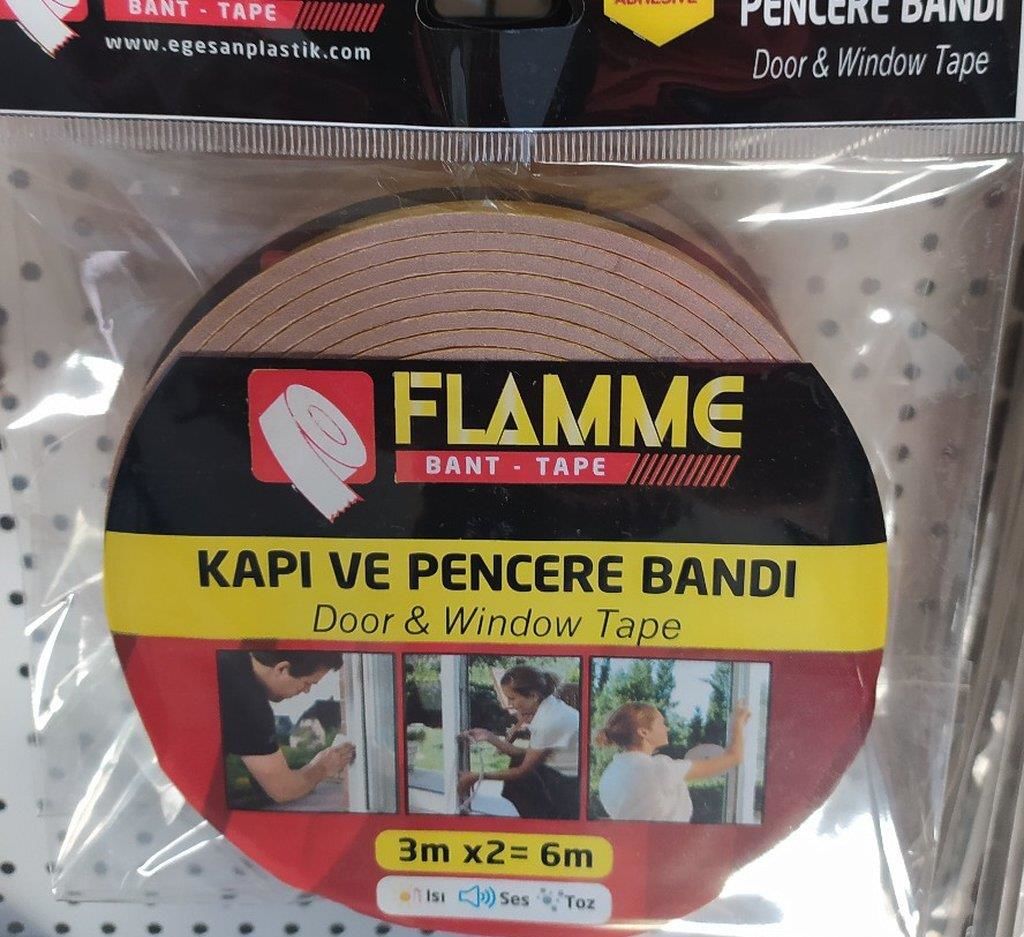 BANT - TAPE
www.egesanplastik.com
ADHESIVE
PENCERE BANDI
Door & Window Tape
FLAMME
BANT - TAPE
KAPI VE PENCERE BANDI
Door & Window Tape
3m x2= 6m
Isı Ses Toz